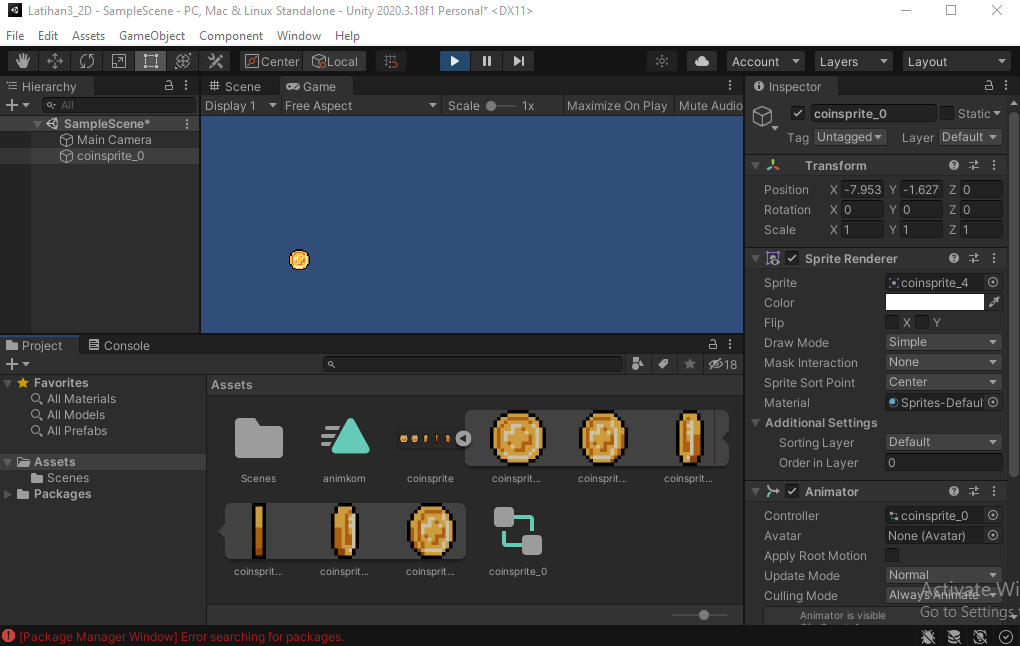 Latihan3_2D - SampleScene - PC, Mac & Linux Standalone - Unity 2020.3.18f1 Personal* <DX11>
File Edit Assets GameObject Component Window Help
Center Local Account Layers Layout
Hierarchy
All
SampleScene*
Main Camera
coinsprite_0
Scene Game
Display 1 Free Aspect Scale 1x Maximize On Play Mute Audio
Inspector
coinsprite_0 Static
Tag Untagged Layer Default
Transform
Position X -7.953 Y -1.627 Z 0
Rotation X 0 Y 0 Z 0
Scale X 1 Y 1 Z 1
Sprite Renderer
Sprite coinsprite_4
Color
Flip X Y
Draw Mode Simple
Mask Interaction None
Sprite Sort Point Center
Material Sprites-Defaul
Additional Settings
Sorting Layer Default
Order in Layer 0
Animator
Controller coinsprite_0
Avatar None (Avatar)
Apply Root Motion
Update Mode Normal
Culling Mode Always Animate
Animator is visible
Activate Wi
Go to Settings
Project Console
18
Favorites
All Materials
All Models
All Prefabs
Assets
Scenes
Packages
Assets
Scenes animkom coinsprite coinsprit... coinsprit... coinsprit...
coinsprit... coinsprit... coinsprit... coinsprite_0
[Package Manager Window] Error searching for packages.